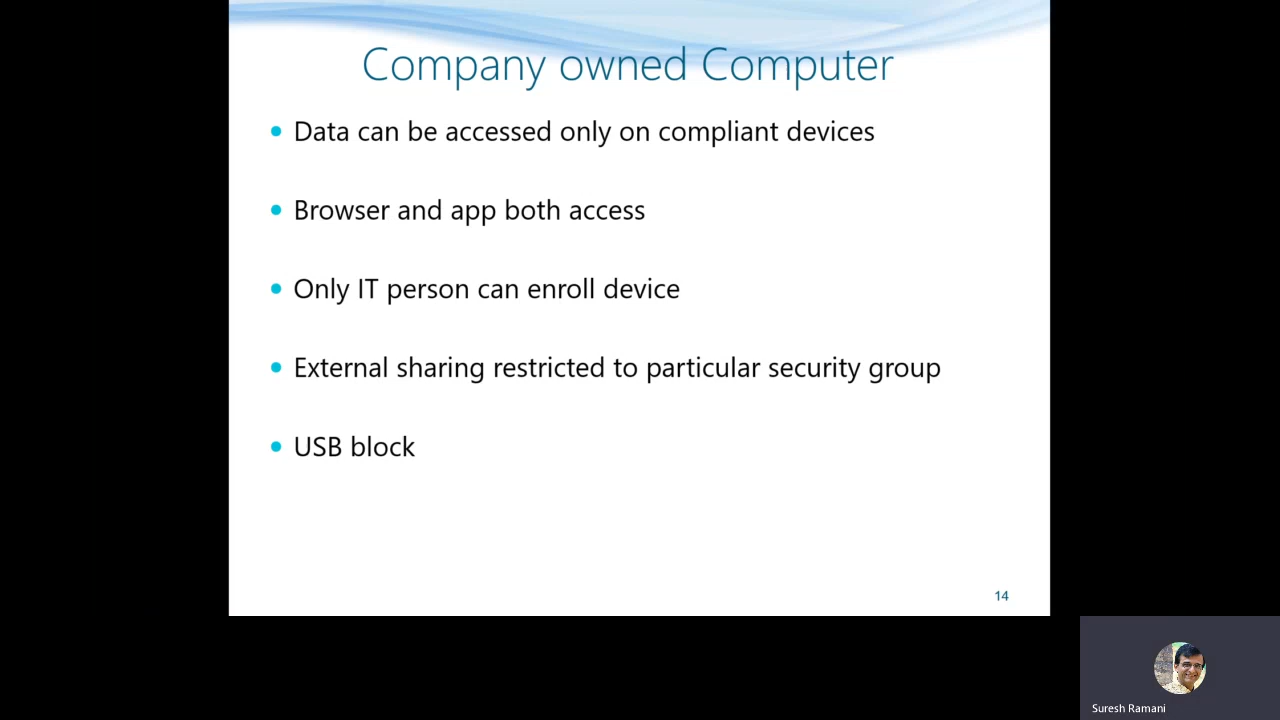 Company owned Computer
Data can be accessed only on compliant devices
Browser and app both access
Only IT person can enroll device
External sharing restricted to particular security group
USB block
14
Suresh Ramani